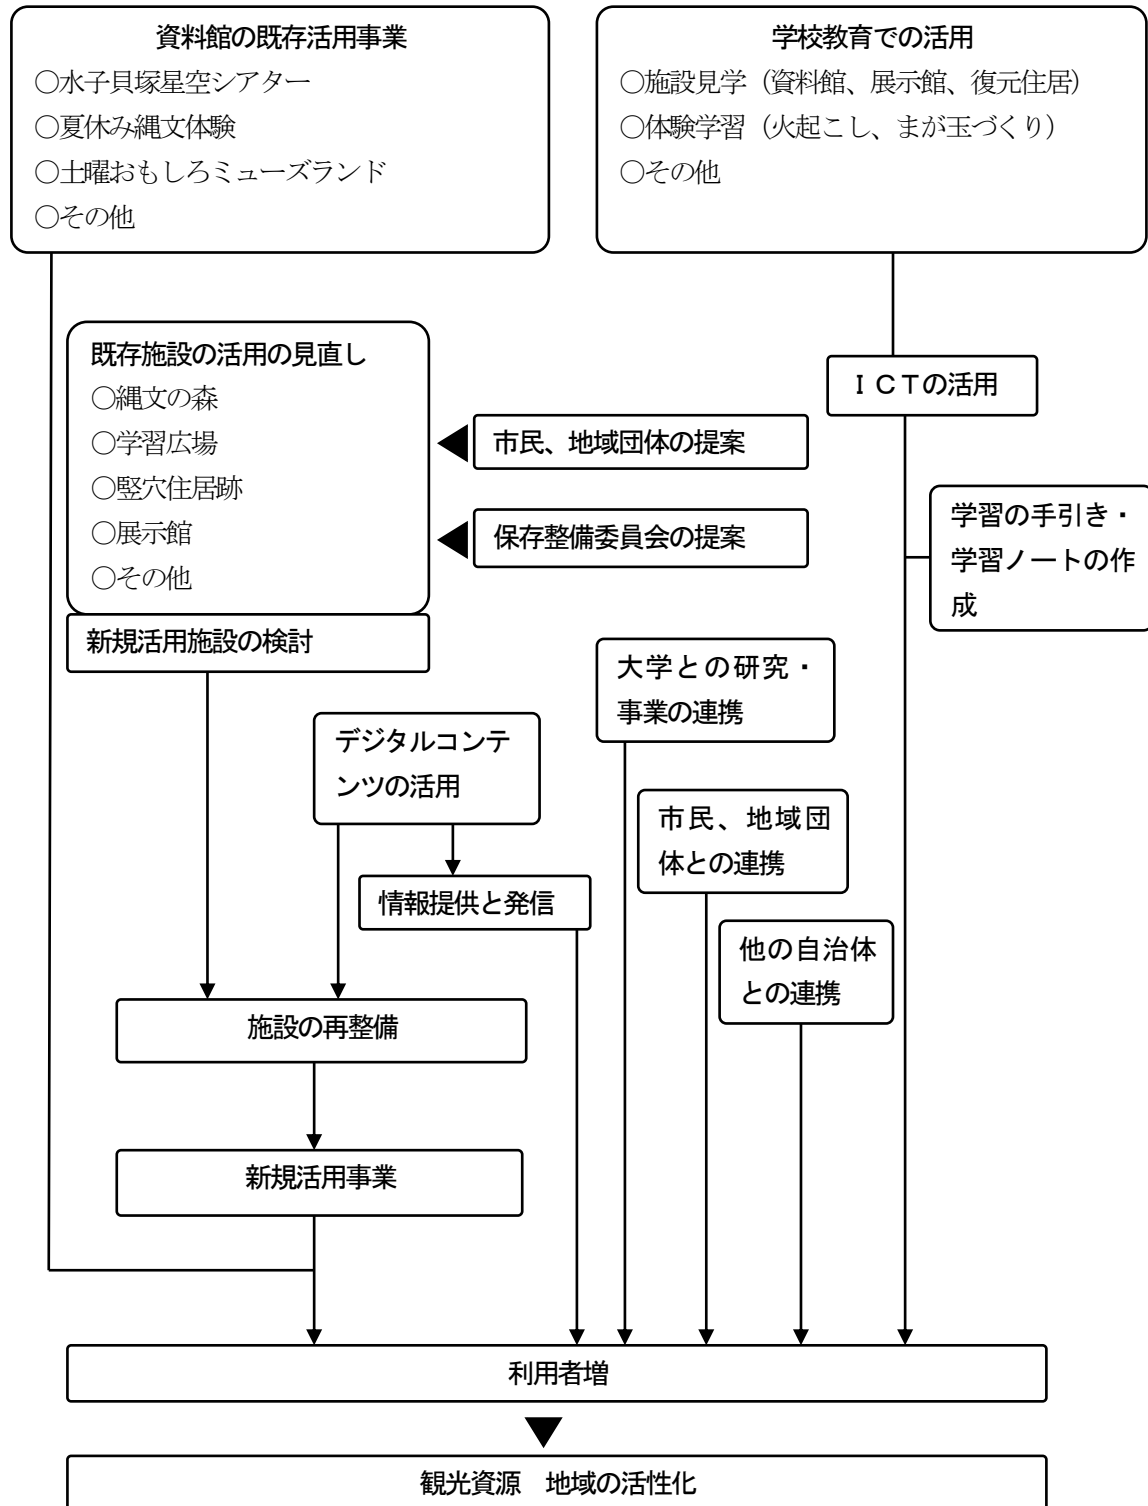 資料館の既存活用事業
○水子貝塚星空シアター
○夏休み縄文体験
○土曜おもしろミューズランド
○その他
学校教育での活用
○施設見学（資料館、展示館、復元住居）
○体験学習（火起こし、まが玉づくり）
○その他
既存施設の活用の見直し
○縄文の森
○学習広場
○竪穴住居跡
○展示館
○その他
新規活用施設の検討
市民、地域団体の提案
保存整備委員会の提案
ＩＣＴの活用
学習の手引き・
学習ノートの作
成
大学との研究・
事業の連携
デジタルコンテ
ンツの活用
市民、地域団
体との連携
情報提供と発信
他の自治体
との連携
施設の再整備
新規活用事業
利用者増
観光資源　地域の活性化